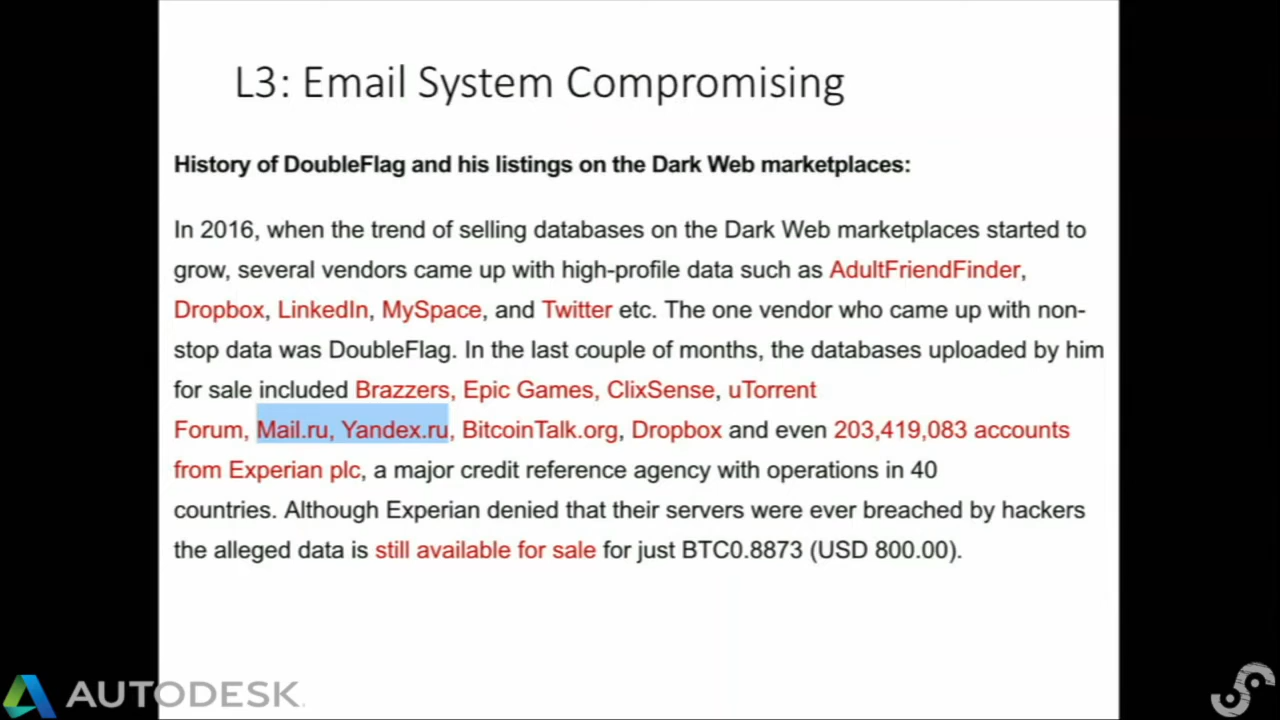 L3: Email System Compromising
History of DoubleFlag and his listings on the Dark Web marketplaces:
In 2016, when the trend of selling databases on the Dark Web marketplaces started to
grow, several vendors came up with high-profile data such as AdultFriendFinder,
Dropbox, LinkedIn, MySpace, and Twitter etc. The one vendor who came up with non-
stop data was DoubleFlag. In the last couple of months, the databases uploaded by him
for sale included Brazzers, Epic Games, ClixSense, uTorrent
Forum, Mail.ru, Yandex.ru, BitcoinTalk.org, Dropbox and even 203,419,083 accounts
from Experian plc, a major credit reference agency with operations in 40
countries. Although Experian denied that their servers were ever breached by hackers
the alleged data is still available for sale for just BTC0.8873 (USD 800.00).
AUTODESK.